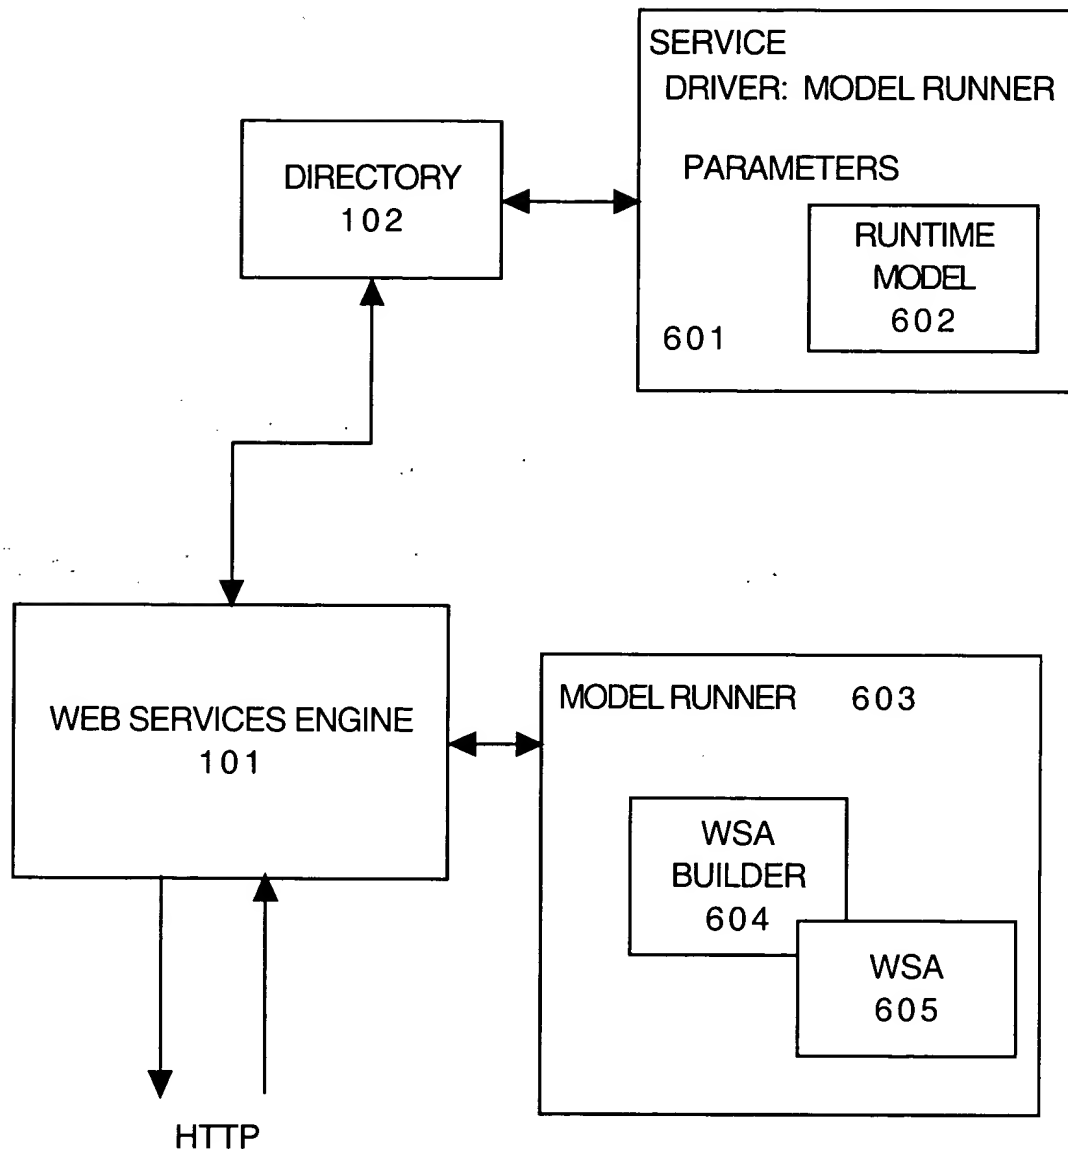 SERVICE
DRIVER: MODEL RUNNER
PARAMETERS
RUNTIME
MODEL
602
601
DIRECTORY
102
WEB SERVICES ENGINE
101
MODEL RUNNER 603
WSA
BUILDER
604
WSA
605
HTTP